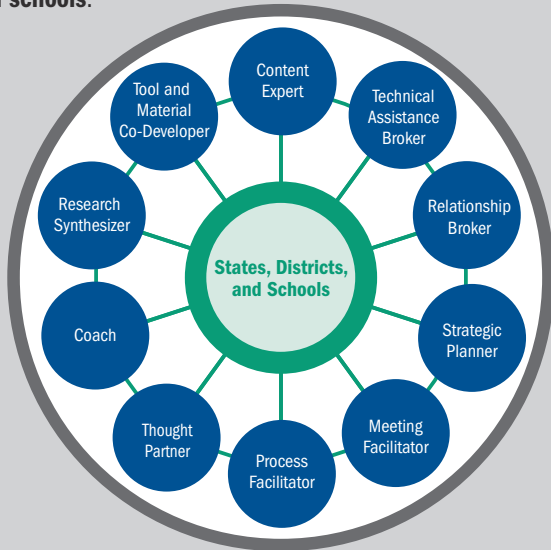 schools.
Content
Expert
Technical
Assistance
Broker
Relationship
Broker
Strategic
Planner
Meeting
Facilitator
Process
Facilitator
Thought
Partner
Coach
Research
Synthesizer
Tool and
Material
Co-Developer
States, Districts,
and Schools